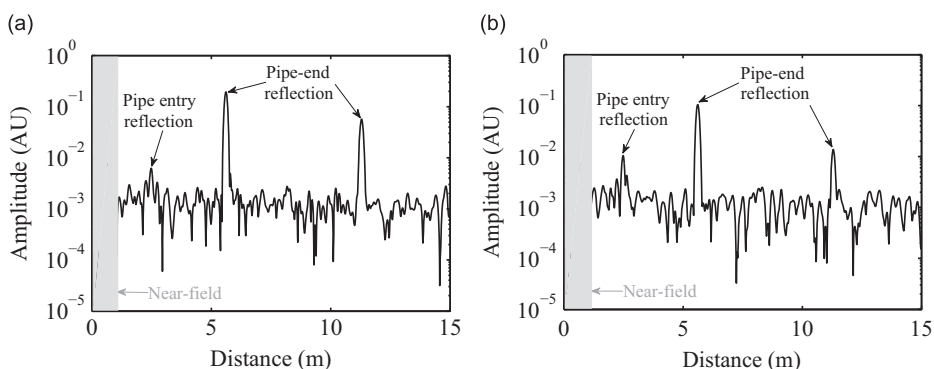 (a)
10^0
10^-1
10^-2
10^-3
10^-4
10^-5
Amplitude (AU)
Pipe-end
reflection
Pipe entry
reflection
Near-field
0
5
10
15
Distance (m)
(b)
10^0
10^-1
10^-2
10^-3
10^-4
10^-5
Amplitude (AU)
Pipe-end
reflection
Pipe entry
reflection
Near-field
0
5
10
15
Distance (m)